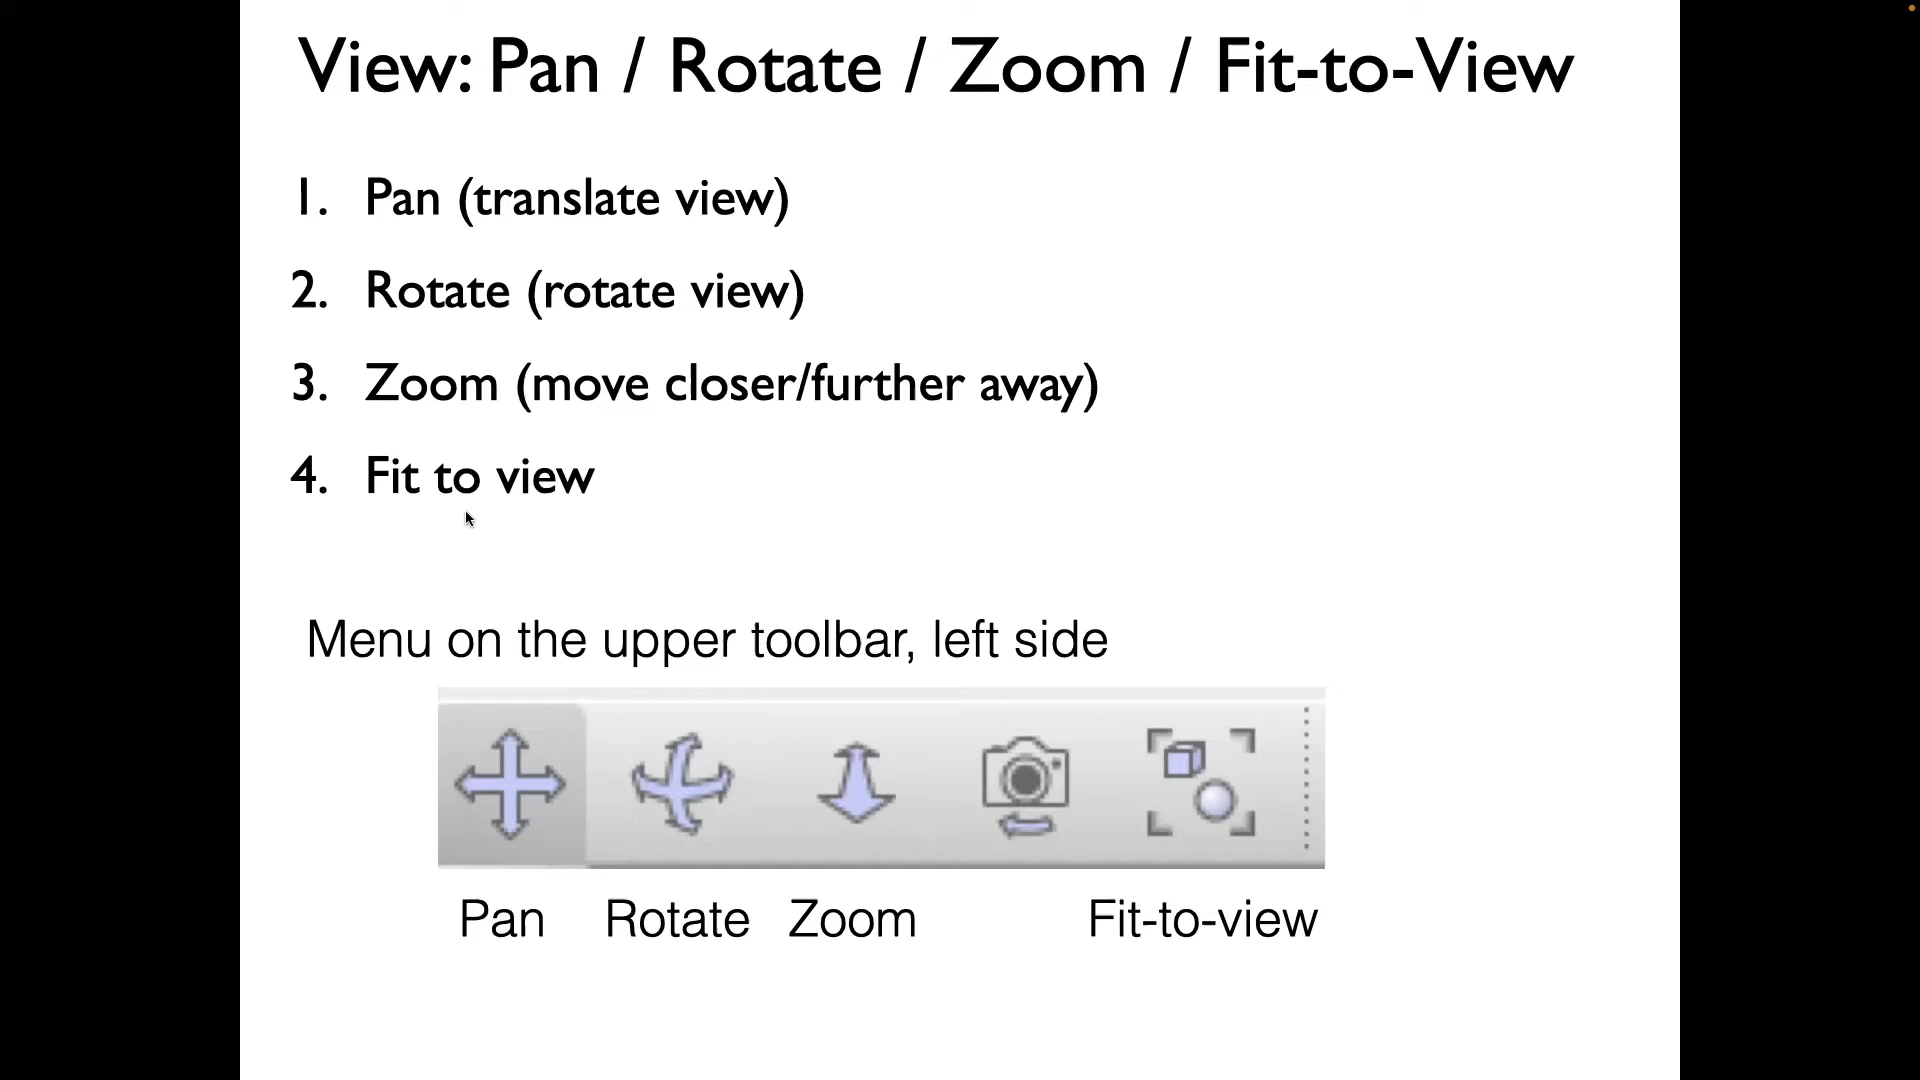 View: Pan / Rotate / Zoom / Fit-to-View
1. Pan (translate view)
2. Rotate (rotate view)
3. Zoom (move closer/further away)
4. Fit to view
Menu on the upper toolbar, left side
Pan Rotate Zoom Fit-to-view